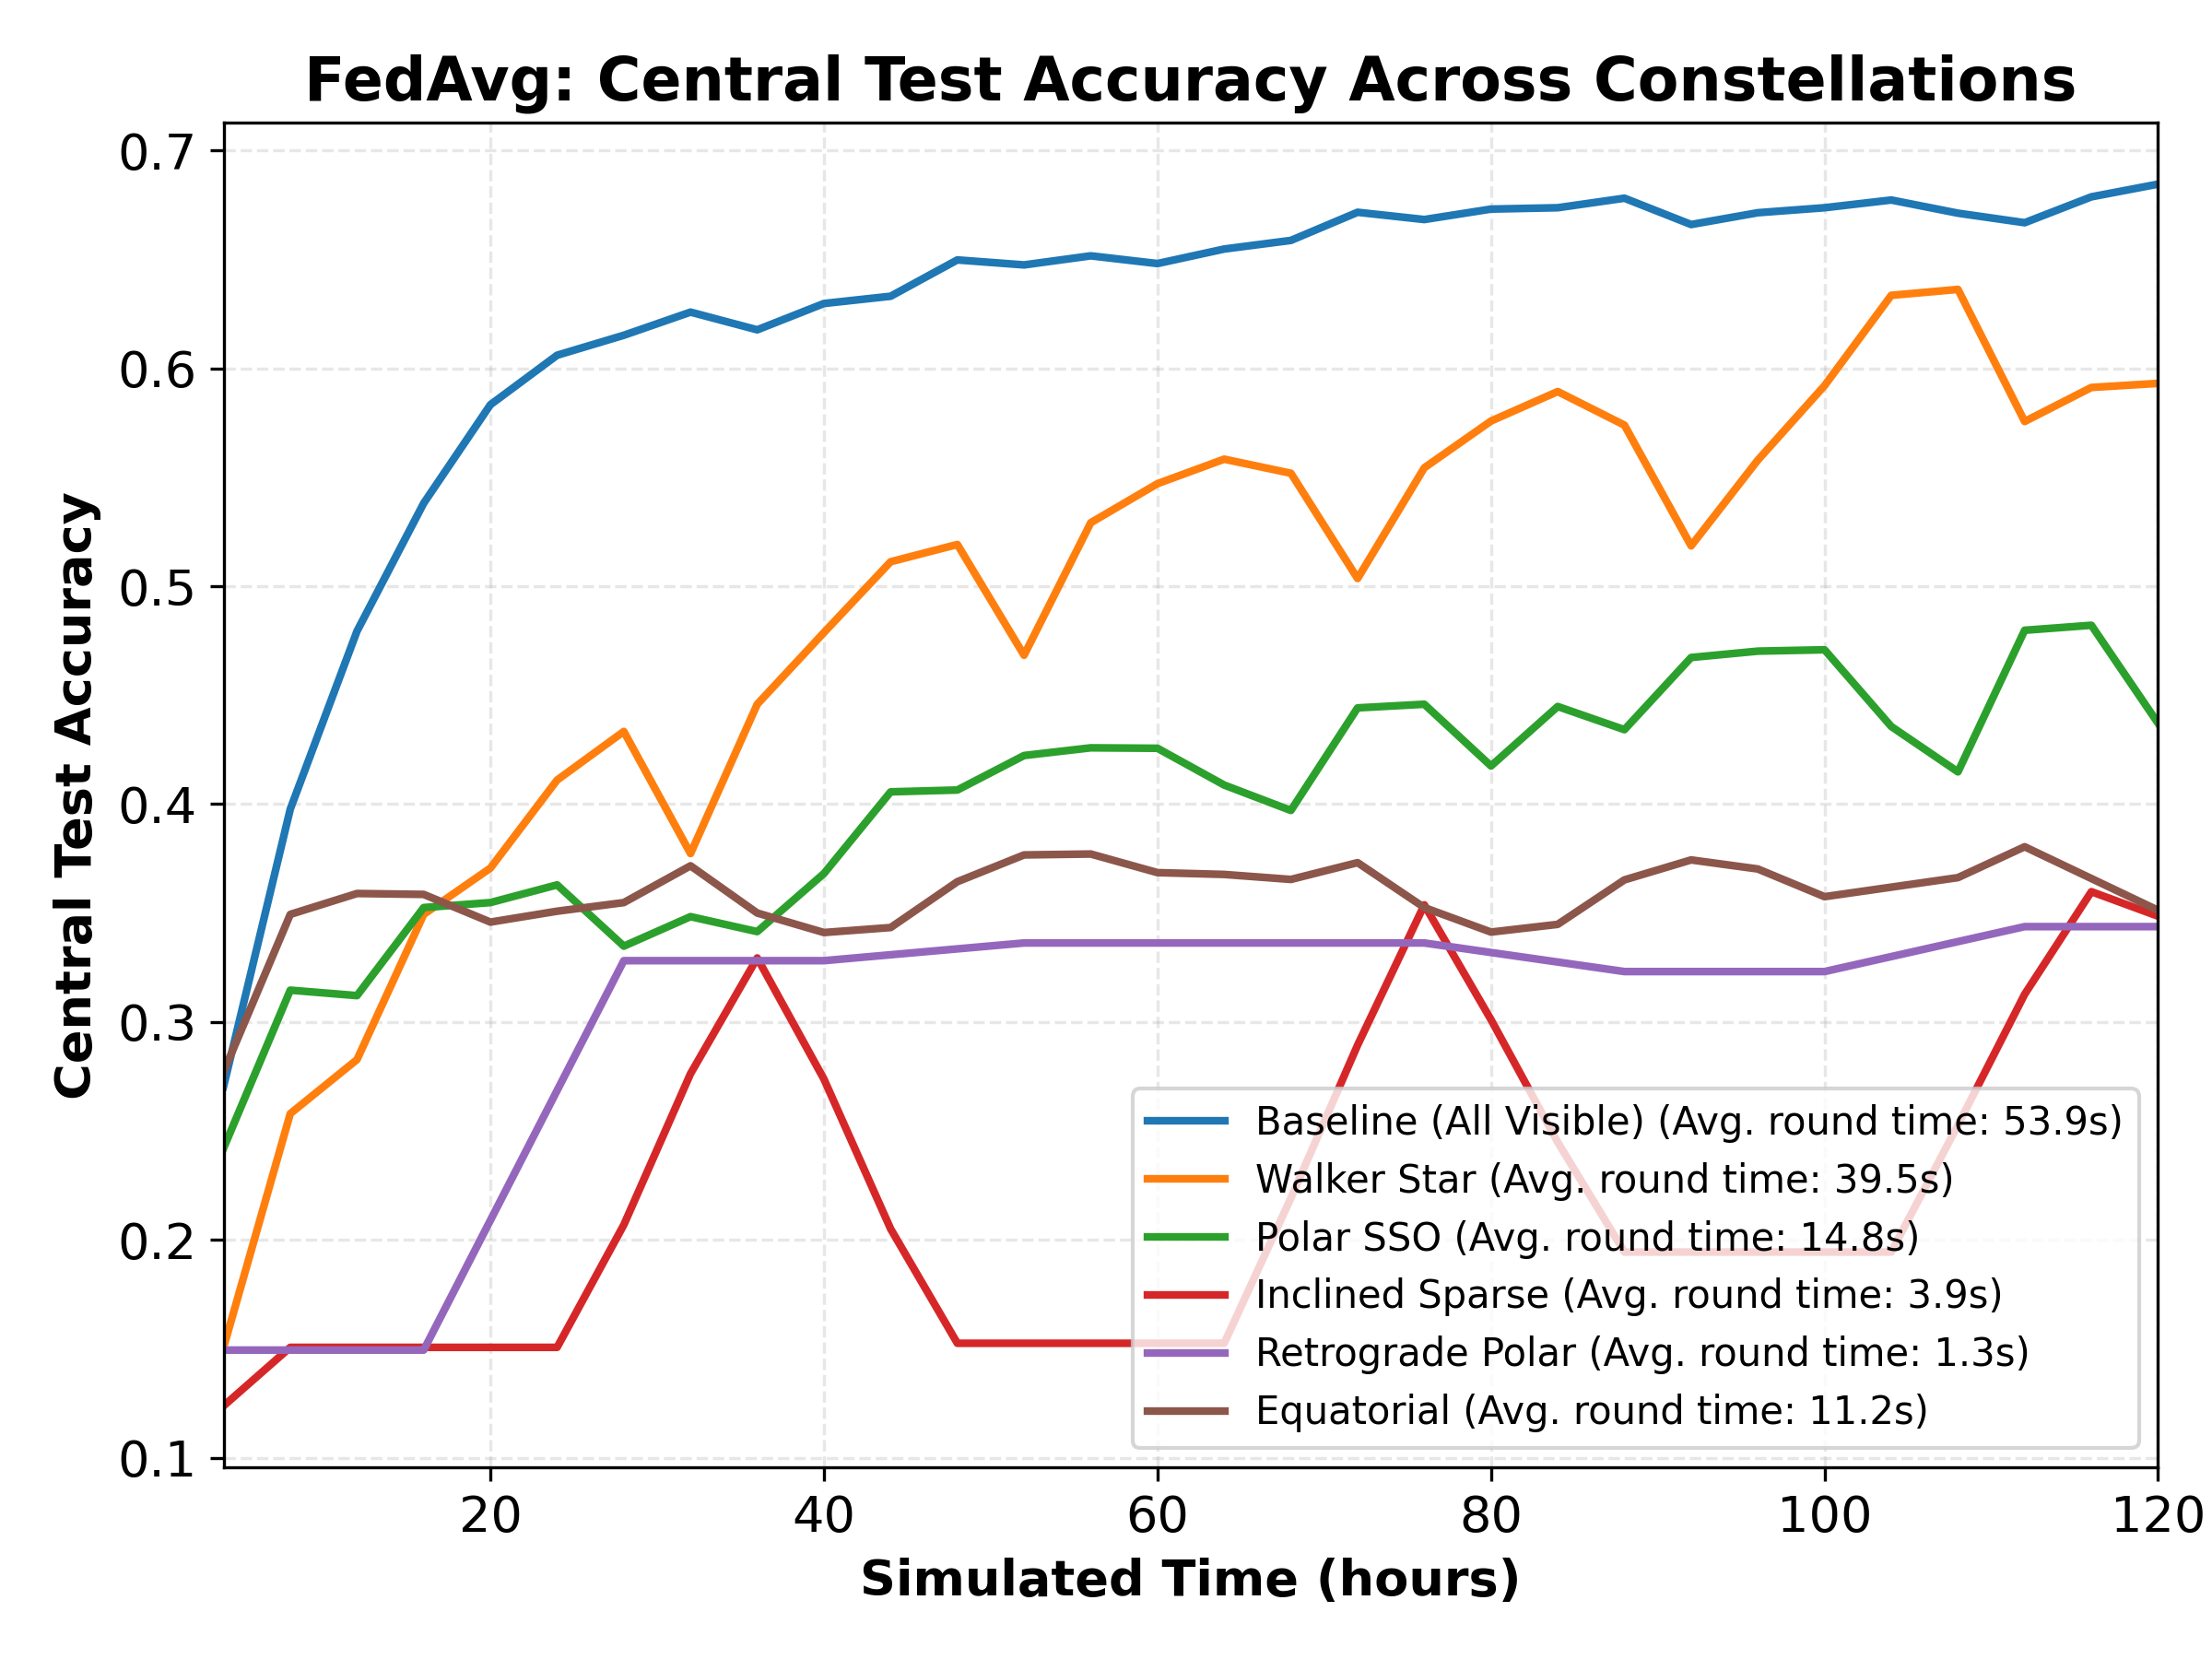 FedAvg: Central Test Accuracy Across Constellations
Central Test Accuracy
0.7
0.6
0.5
0.4
0.3
0.2
0.1
Baseline (All Visible) (Avg. round time: 53.9s)
Walker Star (Avg. round time: 39.5s)
Polar SSO (Avg. round time: 14.8s)
Inclined Sparse (Avg. round time: 3.9s)
Retrograde Polar (Avg. round time: 1.3s)
Equatorial (Avg. round time: 11.2s)
20 40 60 80 100 120
Simulated Time (hours)